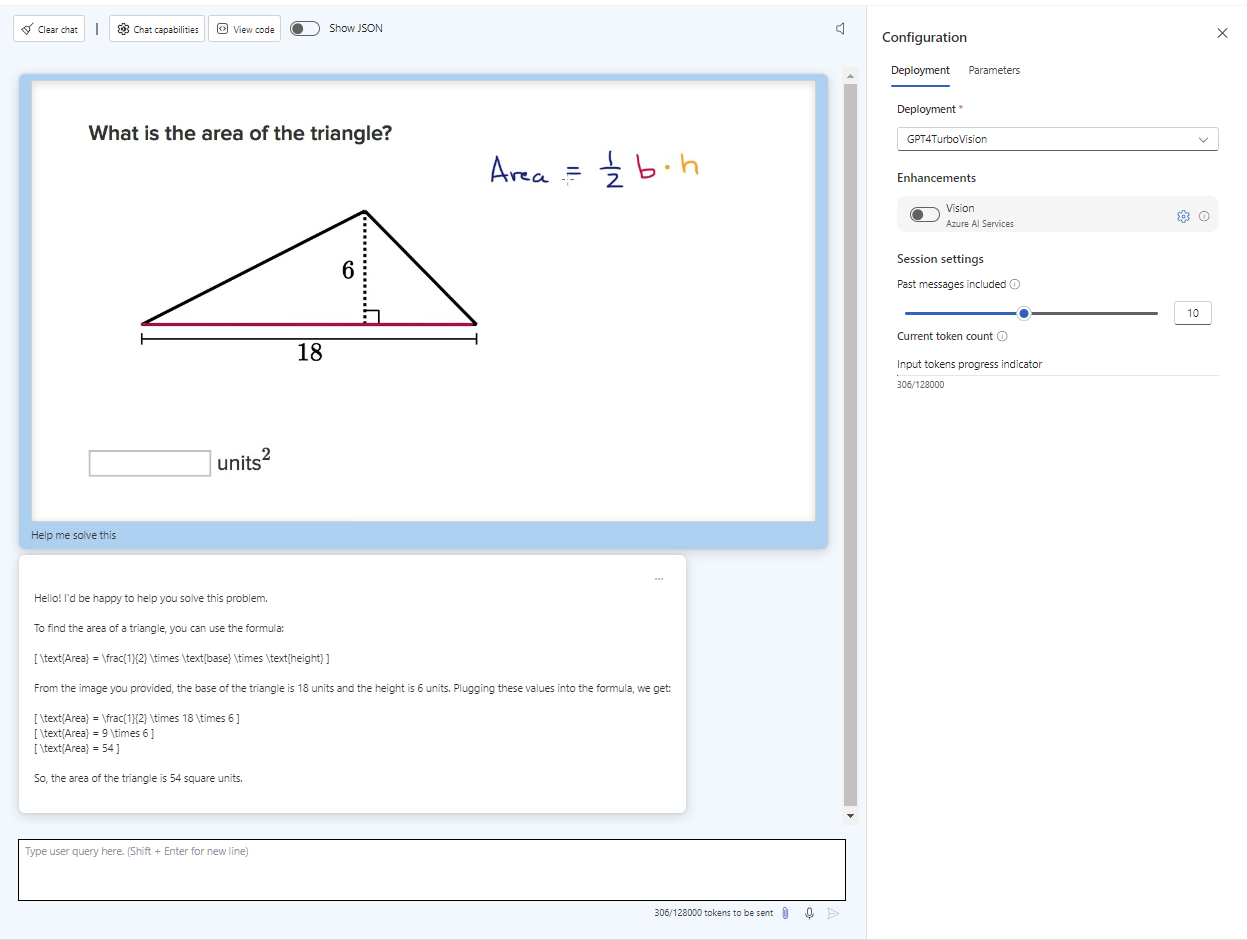 Clear chat | Chat capabilities View code Show JSON
What is the area of the triangle?
Area = 1/2 b · h
6
18
units²
Help me solve this
...
Hello! I'd be happy to help you solve this problem.
To find the area of a triangle, you can use the formula:
[ \text{Area} = \frac{1}{2} \times \text{base} \times \text{height} ]
From the image you provided, the base of the triangle is 18 units and the height is 6 units. Plugging these values into the formula, we get:
[ \text{Area} = \frac{1}{2} \times 18 \times 6 ]
[ \text{Area} = 9 \times 6 ]
[ \text{Area} = 54 ]
So, the area of the triangle is 54 square units.
Type user query here. (Shift + Enter for new line)
306/128000 tokens to be sent
Configuration
Deployment Parameters
Deployment *
GPT4TurboVision
Enhancements
Vision
Azure AI Services
Session settings
Past messages included
10
Current token count
Input tokens progress indicator
306/128000